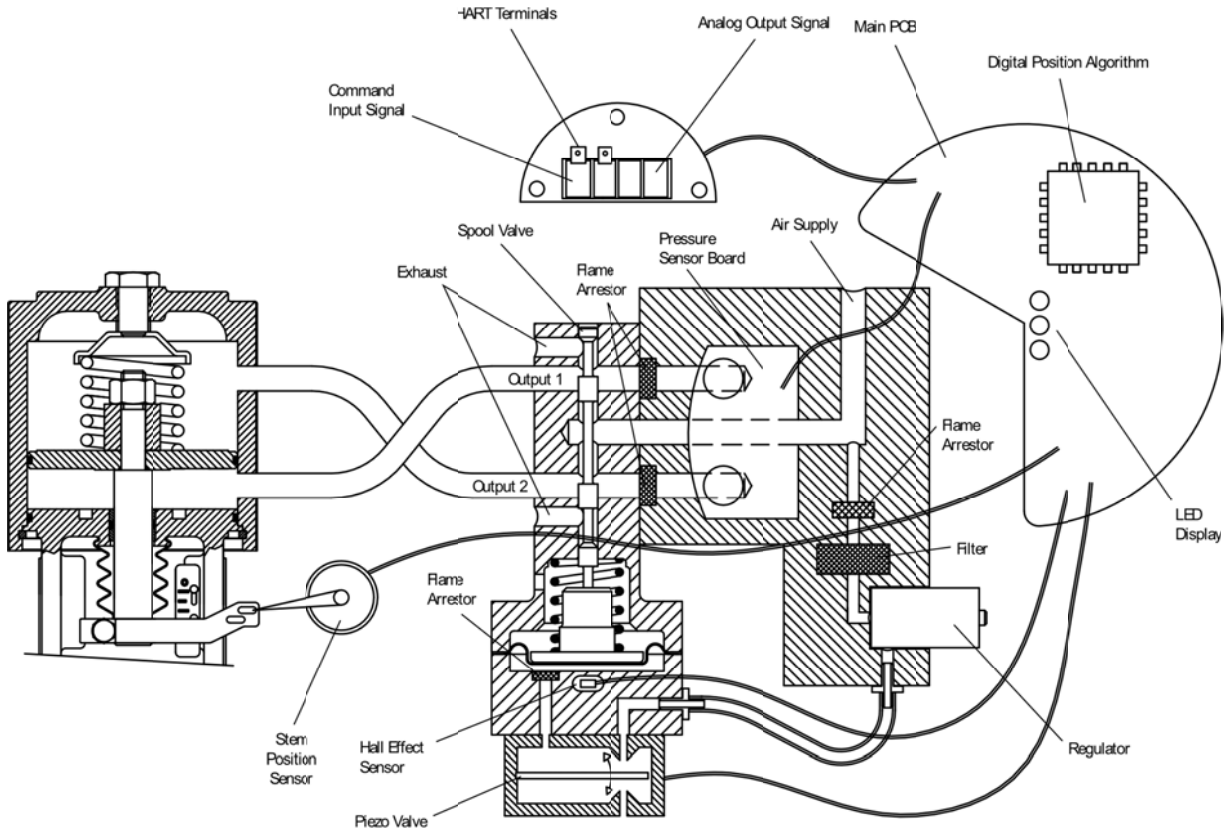 HART Terminals
Analog Output Signal
Main PCB
Digital Position Algorithm
Command
Input Signal
Spool Valve
Exhaust
Flame
Arrestor
Pressure
Sensor Board
Air Supply
Output 1
Output 2
Flame
Arrestor
LED
Display
Filter
Flame
Arrestor
Stem
Position
Sensor
Hall Effect
Sensor
Regulator
Piezo Valve